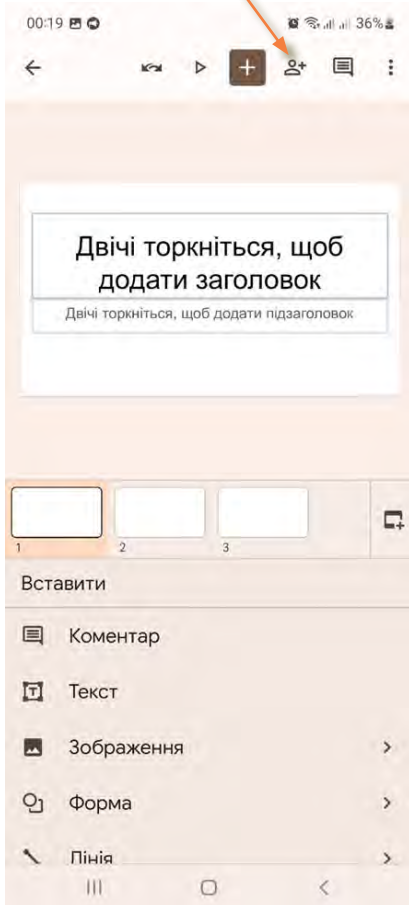 00:19 36%
Двічі торкніться, щоб
додати заголовок
Двічі торкніться, щоб додати підзаголовок
1 2 3
Вставити
Коментар
Текст
Зображення
Форма
Лінія